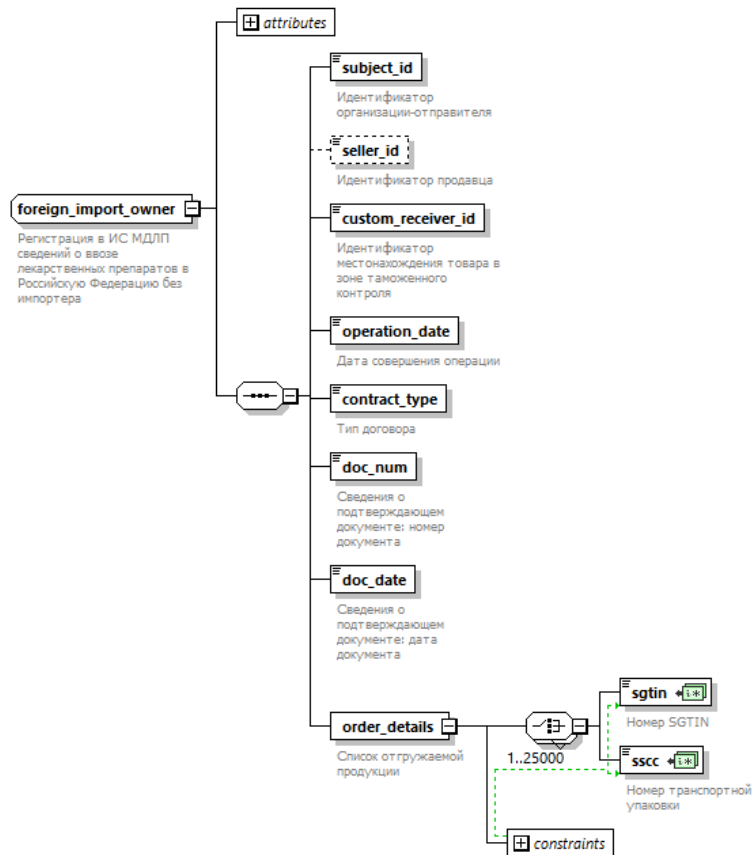 attributes
subject_id
Идентификатор
организации-отправителя
seller_id
Идентификатор продавца
foreign_import_owner
Регистрация в ИС МДЛП
сведений о ввозе
лекарственных препаратов в
Российскую Федерацию без
импортера
custom_receiver_id
Идентификатор
местонахождения товара в
зоне таможенного
контроля
operation_date
Дата совершения операции
contract_type
Тип договора
doc_num
Сведения о
подтверждающем
документе: номер
документа
doc_date
Сведения о
подтверждающем
документе: дата
документа
order_details
Список отгружаемой
продукции
1..25000
sgtin
Номер SGTIN
sscc
Номер транспортной
упаковки
constraints